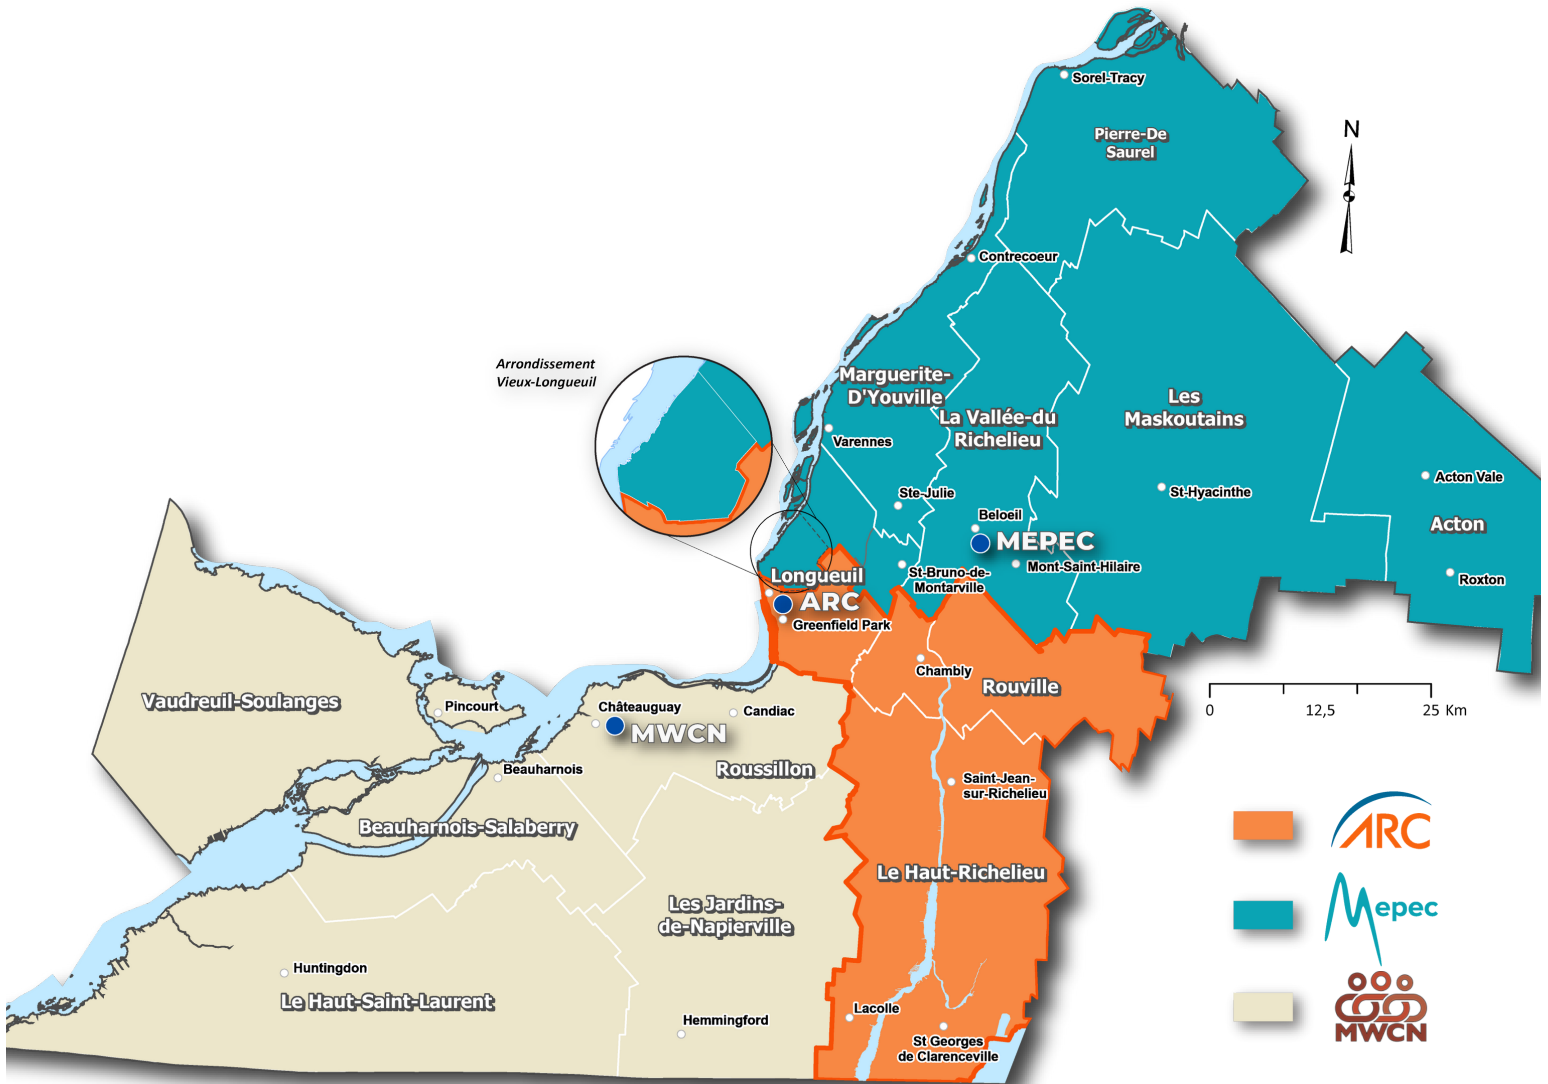 Sorel-Tracy
Pierre-De
Saurel
N
Contrecoeur
Arrondissement
Vieux-Longueuil
Marguerite-
D'Youville
La Vallée-du
Richelieu
Les
Maskoutains
Varennes
Ste-Julie
St-Hyacinthe
Acton Vale
Beloeil
Acton
MEPEC
Longueuil
St-Bruno-de-
Montarville
Mont-Saint-Hilaire
Roxton
ARC
Greenfield Park
Chambly
Rouville
Vaudreuil-Soulanges
Pincourt
Châteauguay
Candiac
0 12,5 25 Km
MWCN
Beauharnois
Roussillon
Saint-Jean-
sur-Richelieu
Beauharnois-Salaberry
ARC
Le Haut-Richelieu
Les Jardins-
de-Napierville
Mepec
Huntingdon
Le Haut-Saint-Laurent
Lacolle
Hemmingford
St Georges
de Clarenceville
MWCN